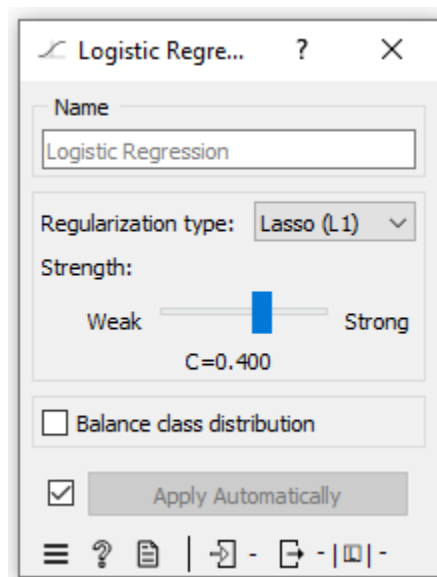 Logistic Regre... ?
Name
Logistic Regression
Regularization type: Lasso (L1)
Strength:
Weak Strong
C=0.400
Balance class distribution
Apply Automatically